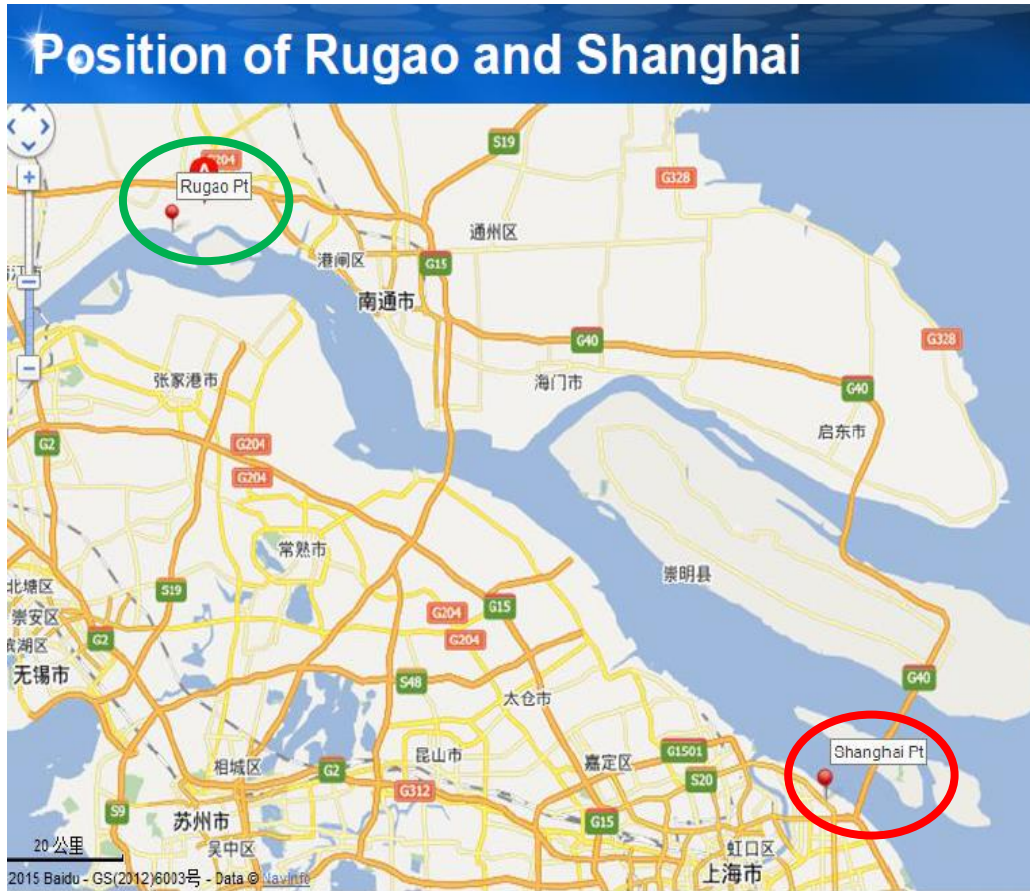 Position of Rugao and Shanghai
S19
G204
A
G328
Rugao Pt
通州区
港闸区
G15
南通市
G40
G328
张家港市
海门市
G40
启东市
G2
G204
G204
常熟市
崇明县
北塘区
S19
崇安区
G204
G15
G2
滨湖区
G204
无锡市
S48
G40
太仓市
G1501
Shanghai Pt
昆山市
嘉定区
相城区
G2
S20
G312
S9
苏州市
G15
20 公里
吴中区
虹口区
上海市
2015 Baidu - GS(2012)6003号 - Data © NavInfo